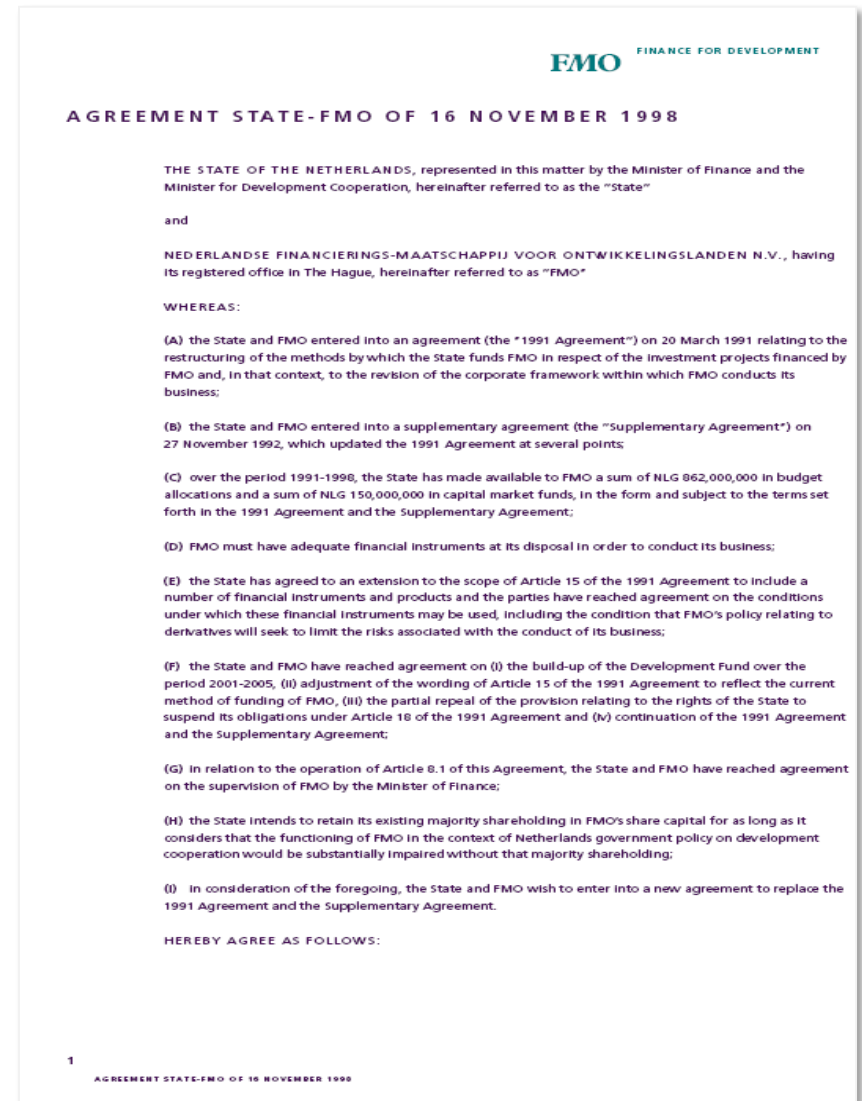 FMO FINANCE FOR DEVELOPMENT
AGREEMENT STATE-FMO OF 16 NOVEMBER 1998
THE STATE OF THE NETHERLANDS, represented in this matter by the Minister of Finance and the
Minister for Development Cooperation, hereinafter referred to as the "State"
and
NEDERLANDSE FINANCIERINGS-MAATSCHAPPIJ VOOR ONTWIKKELINGSLANDEN N.V., having
its registered office in The Hague, hereinafter referred to as "FMO"
WHEREAS:
(A) the State and FMO entered into an agreement (the "1991 Agreement") on 20 March 1991 relating to the
restructuring of the methods by which the State funds FMO in respect of the investment projects financed by
FMO and, in that context, to the revision of the corporate framework within which FMO conducts its
business;
(B) the State and FMO entered into a supplementary agreement (the "Supplementary Agreement") on
27 November 1992, which updated the 1991 Agreement at several points;
(C) over the period 1991-1998, the State has made available to FMO a sum of NLG 862,000,000 in budget
allocations and a sum of NLG 150,000,000 in capital market funds, in the form and subject to the terms set
forth in the 1991 Agreement and the Supplementary Agreement;
(D) FMO must have adequate financial instruments at its disposal in order to conduct its business;
(E) the State has agreed to an extension to the scope of Article 15 of the 1991 Agreement to include a
number of financial instruments and products and the parties have reached agreement on the conditions
under which these financial instruments may be used, including the condition that FMO's policy relating to
derivatives will seek to limit the risks associated with the conduct of its business;
(F) the State and FMO have reached agreement on (i) the build-up of the Development Fund over the
period 2001-2005, (ii) adjustment of the wording of Article 15 of the 1991 Agreement to reflect the current
method of funding of FMO, (iii) the partial repeal of the provision relating to the rights of the State to
suspend its obligations under Article 18 of the 1991 Agreement and (iv) continuation of the 1991 Agreement
and the Supplementary Agreement;
(G) in relation to the operation of Article 8.1 of this Agreement, the State and FMO have reached agreement
on the supervision of FMO by the Minister of Finance;
(H) the State intends to retain its existing majority shareholding in FMO's share capital for as long as it
considers that the functioning of FMO in the context of Netherlands government policy on development
cooperation would be substantially impaired without that majority shareholding;
(I) in consideration of the foregoing, the State and FMO wish to enter into a new agreement to replace the
1991 Agreement and the Supplementary Agreement.
HEREBY AGREE AS FOLLOWS:
1
AGREEMENT STATE-FMO OF 16 NOVEMBER 1998